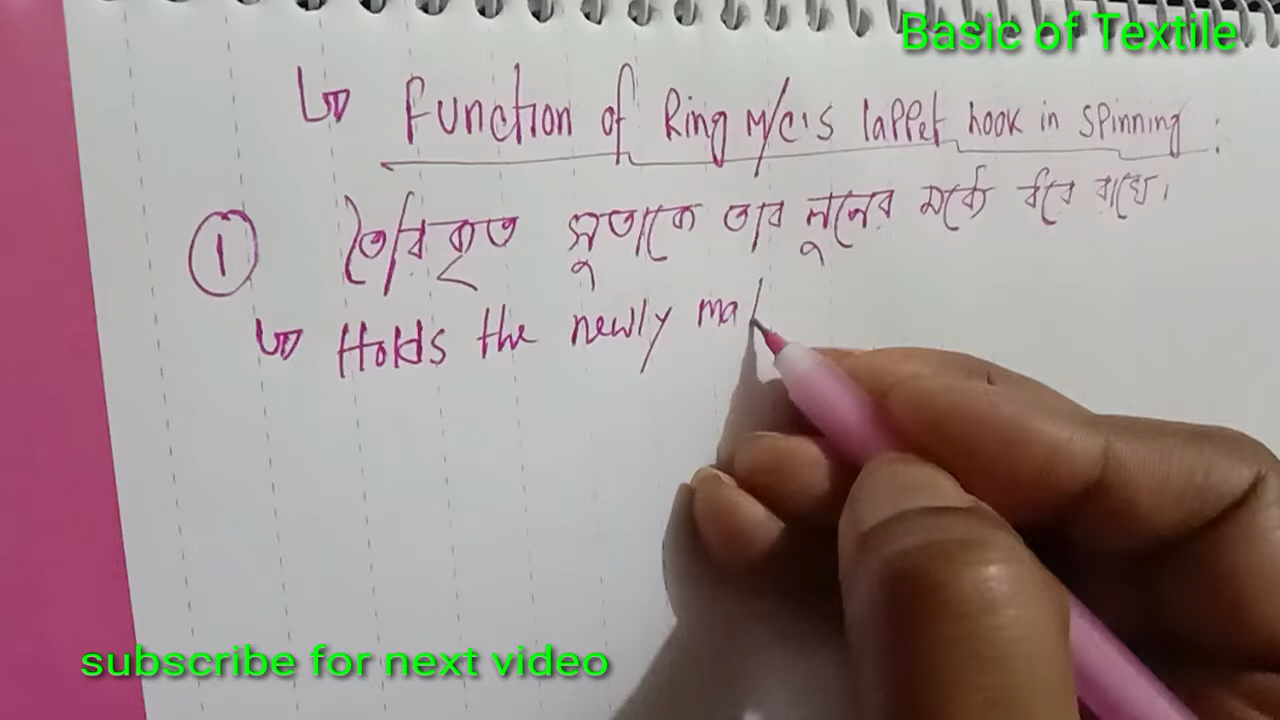 Basic of Textile
↳ Function of Ring m/c's lappet hook in spinning :
① তৈরিকৃত সুতাকে তার লুনের মধ্যে ধরে রাখে।
↳ Holds the newly ma
subscribe for next video